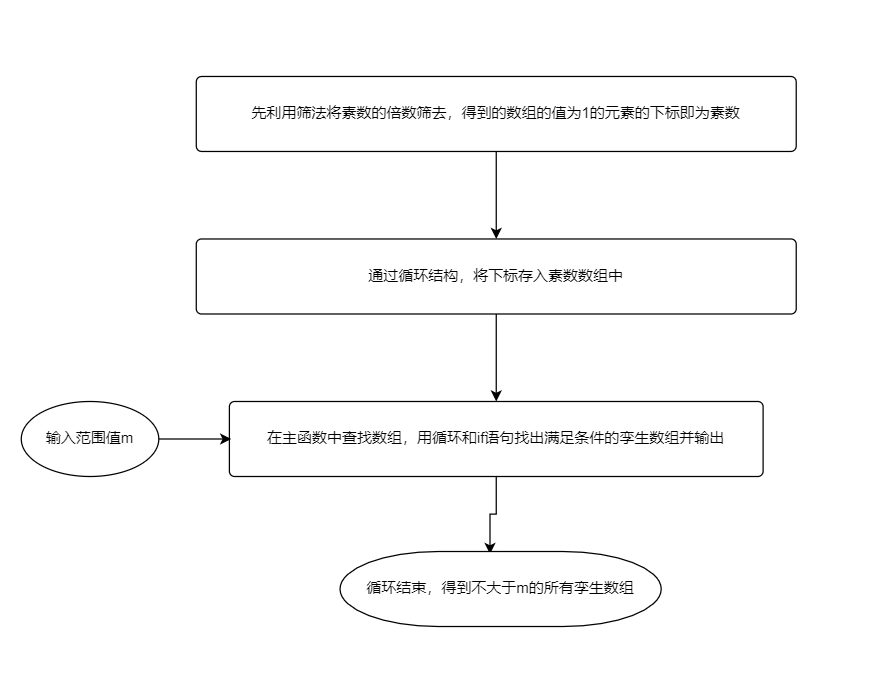 先利用筛法将素数的倍数筛去，得到的数组的值为1的元素的下标即为素数
通过循环结构，将下标存入素数数组中
输入范围值m
在主函数中查找数组，用循环和if语句找出满足条件的孪生数组并输出
循环结束，得到不大于m的所有孪生数组